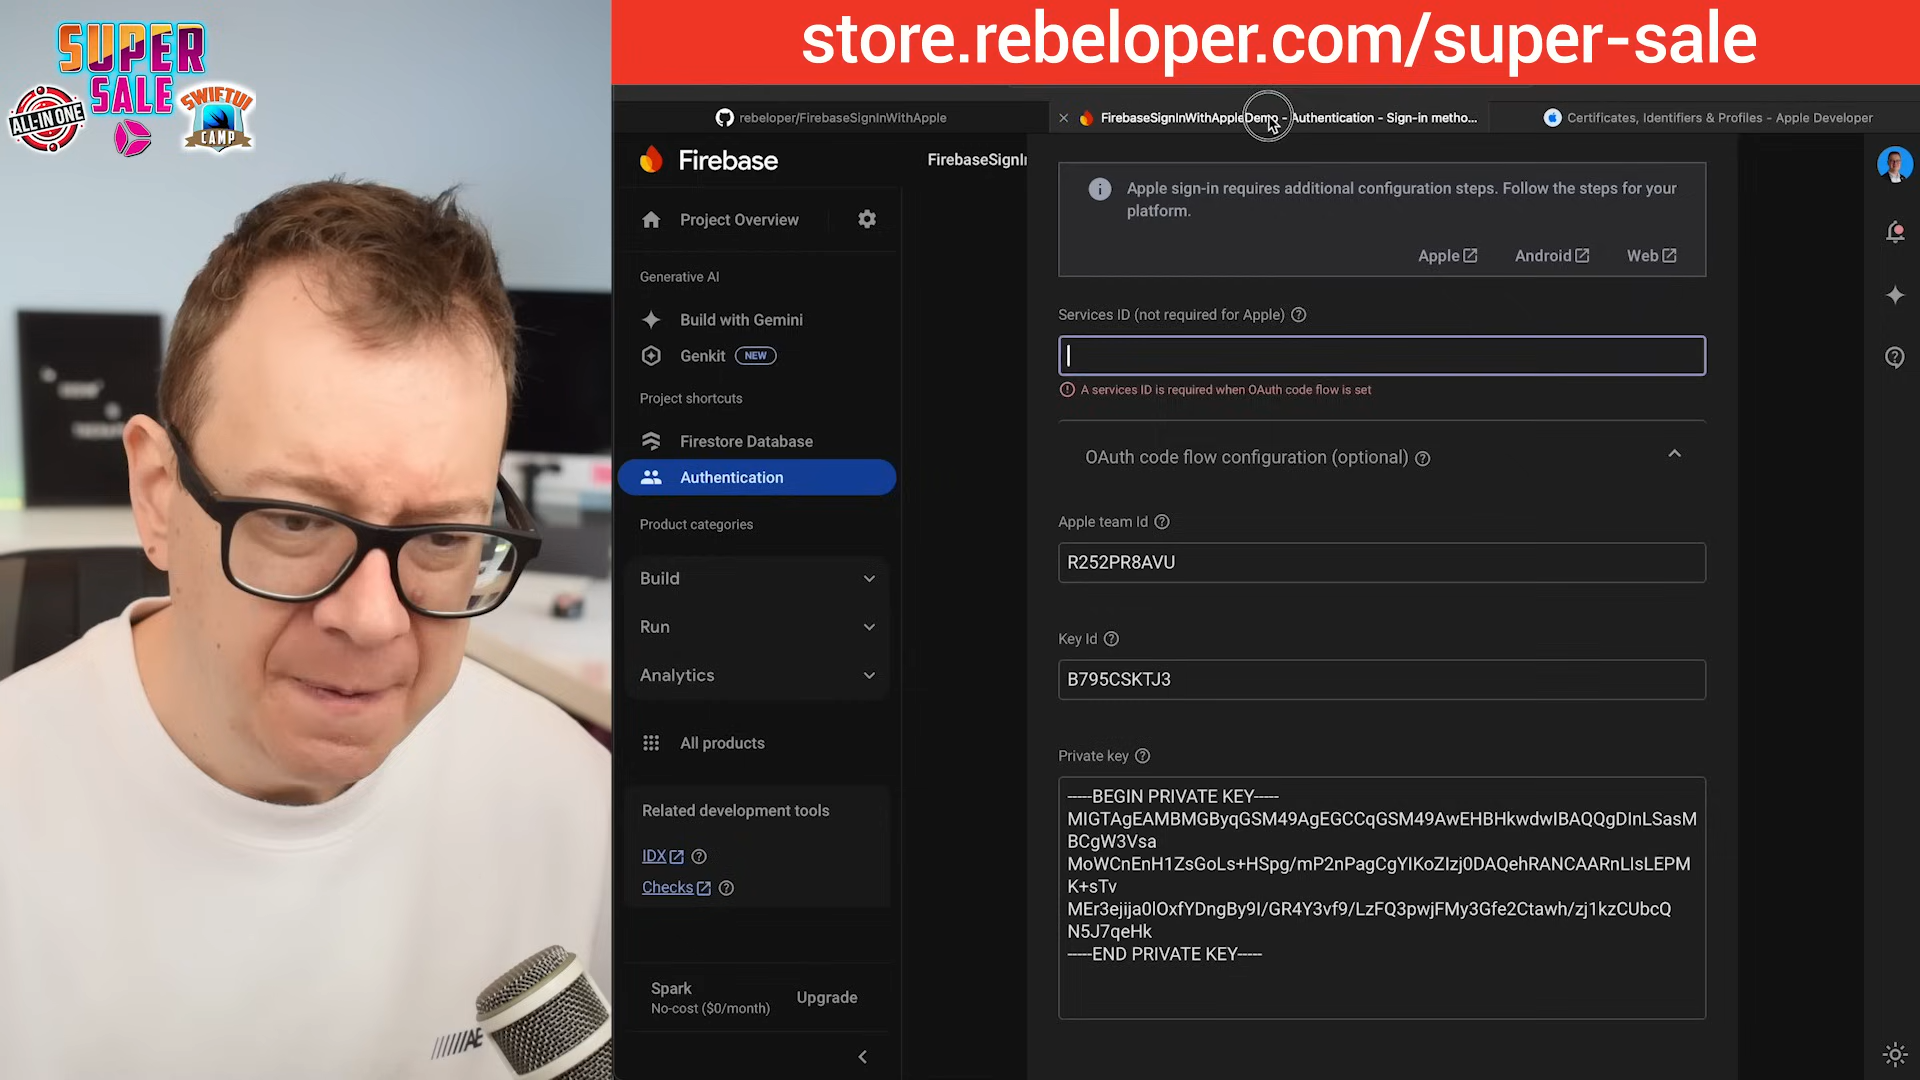 SUPER
SALE
ALL-IN-ONE
SWIFTUI
CAMP
store.rebeloper.com/super-sale
rebeloper/FirebaseSignInWithApple
FirebaseSignInWithAppleDemo - Authentication - Sign-in metho...
Certificates, Identifiers & Profiles - Apple Developer
Firebase
FirebaseSignIn
Project Overview
Generative AI
Build with Gemini
Genkit NEW
Project shortcuts
Firestore Database
Authentication
Product categories
Build
Run
Analytics
All products
Related development tools
IDX
Checks
Spark
No-cost ($0/month)
Upgrade
Apple sign-in requires additional configuration steps. Follow the steps for your
platform.
Apple
Android
Web
Services ID (not required for Apple)
A services ID is required when OAuth code flow is set
OAuth code flow configuration (optional)
Apple team Id
R252PR8AVU
Key Id
B795CSKTJ3
Private key
-----BEGIN PRIVATE KEY-----
MIGTAgEAMBMGByqGSM49AgEGCCqGSM49AwEHBHkwdwIBAQQgDInLSasM
BCgW3Vsa
MoWCnEnH1ZsGoLs+HSpg/mP2nPagCgYIKoZIzj0DAQehRANCAARnLIsLEPM
K+sTv
MEr3ejija0lOxfYDngBy9I/GR4Y3vf9/LzFQ3pwjFMy3Gfe2Ctawh/zj1kzCUbcQ
N5J7qeHk
-----END PRIVATE KEY-----